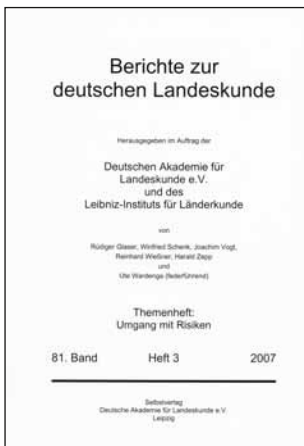 Berichte zur
deutschen Landeskunde
Herausgegeben im Auftrag der
Deutschen Akademie für
Landeskunde e.V.
und des
Leibniz-Instituts für Länderkunde
von
Rüdiger Glaser, Winfried Schenk, Joachim Vogt,
Reinhard Wießner, Harald Zepp
und
Ute Wardenga (federführend)
Themenheft:
Umgang mit Risiken
81. Band Heft 3 2007
Selbstverlag
Deutsche Akademie für Landeskunde e.V.
Leipzig